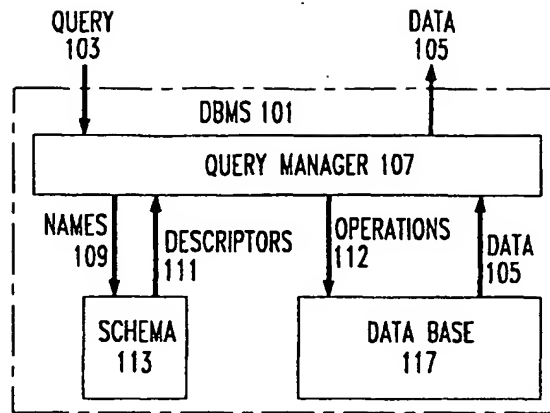 QUERY
103
DATA
105
DBMS 101
QUERY MANAGER 107
NAMES
109
DESCRIPTORS
111
OPERATIONS
112
DATA
105
SCHEMA
113
DATA BASE
117